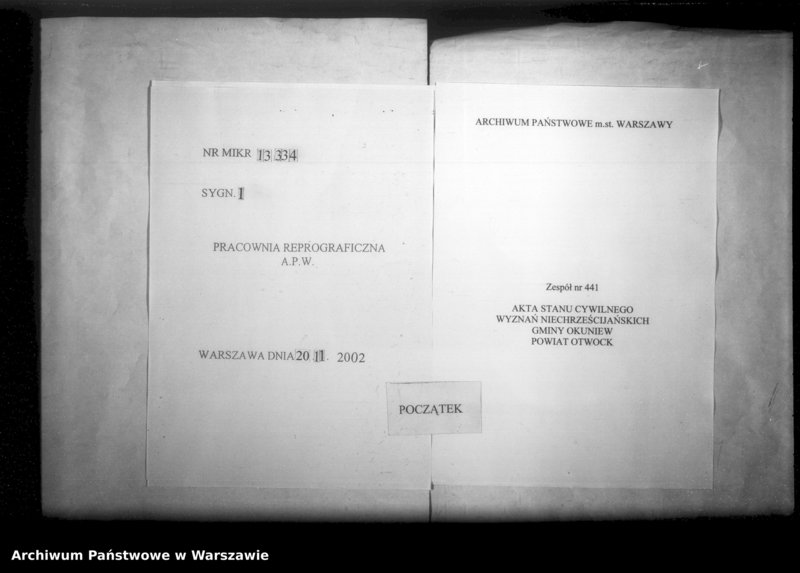 NR MIKR 13 334
SYGN. 1
PRACOWNIA REPROGRAFICZNA
A.P.W.
WARSZAWA DNIA 20.11. 2002
POCZĄTEK
ARCHIWUM PAŃSTWOWE m.st. WARSZAWY
Zespół nr 441
AKTA STANU CYWILNEGO
WYZNAŃ NIECHRZEŚCIJAŃSKICH
GMINY OKUNIEW
POWIAT OTWOCK
Archiwum Państwowe w Warszawie